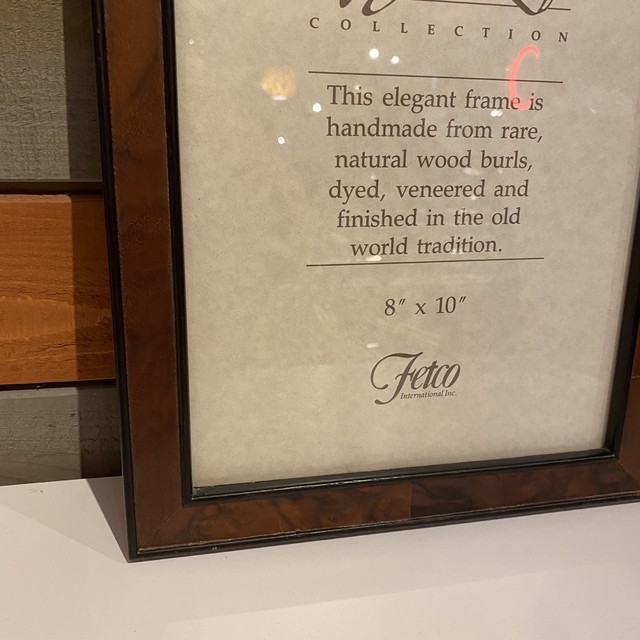 COLLECTION
This elegant frame is
handmade from rare,
natural wood burls,
dyed, veneered and
finished in the old
world tradition.
8" x 10"
Fetco
International Inc.